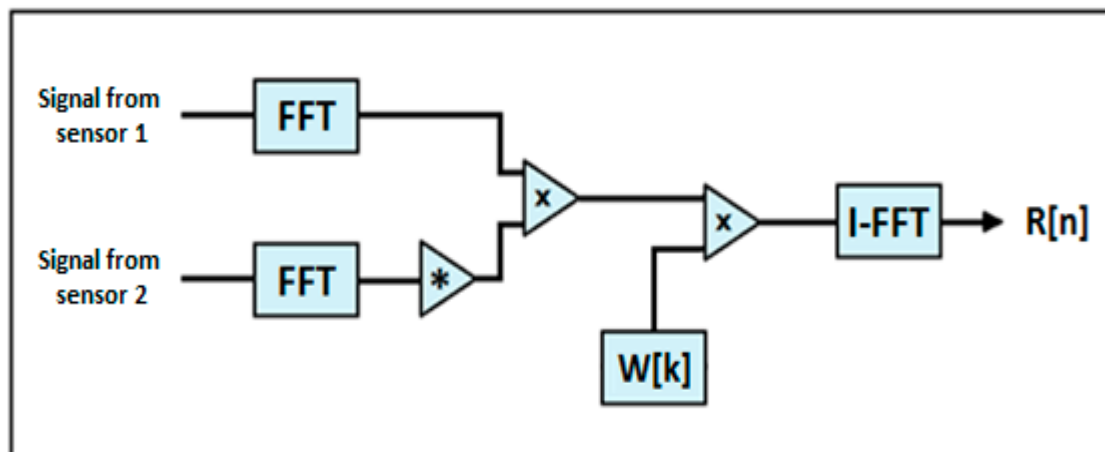 Signal from
sensor 1
FFT
x
x
I-FFT
R[n]
Signal from
sensor 2
FFT
*
W[k]